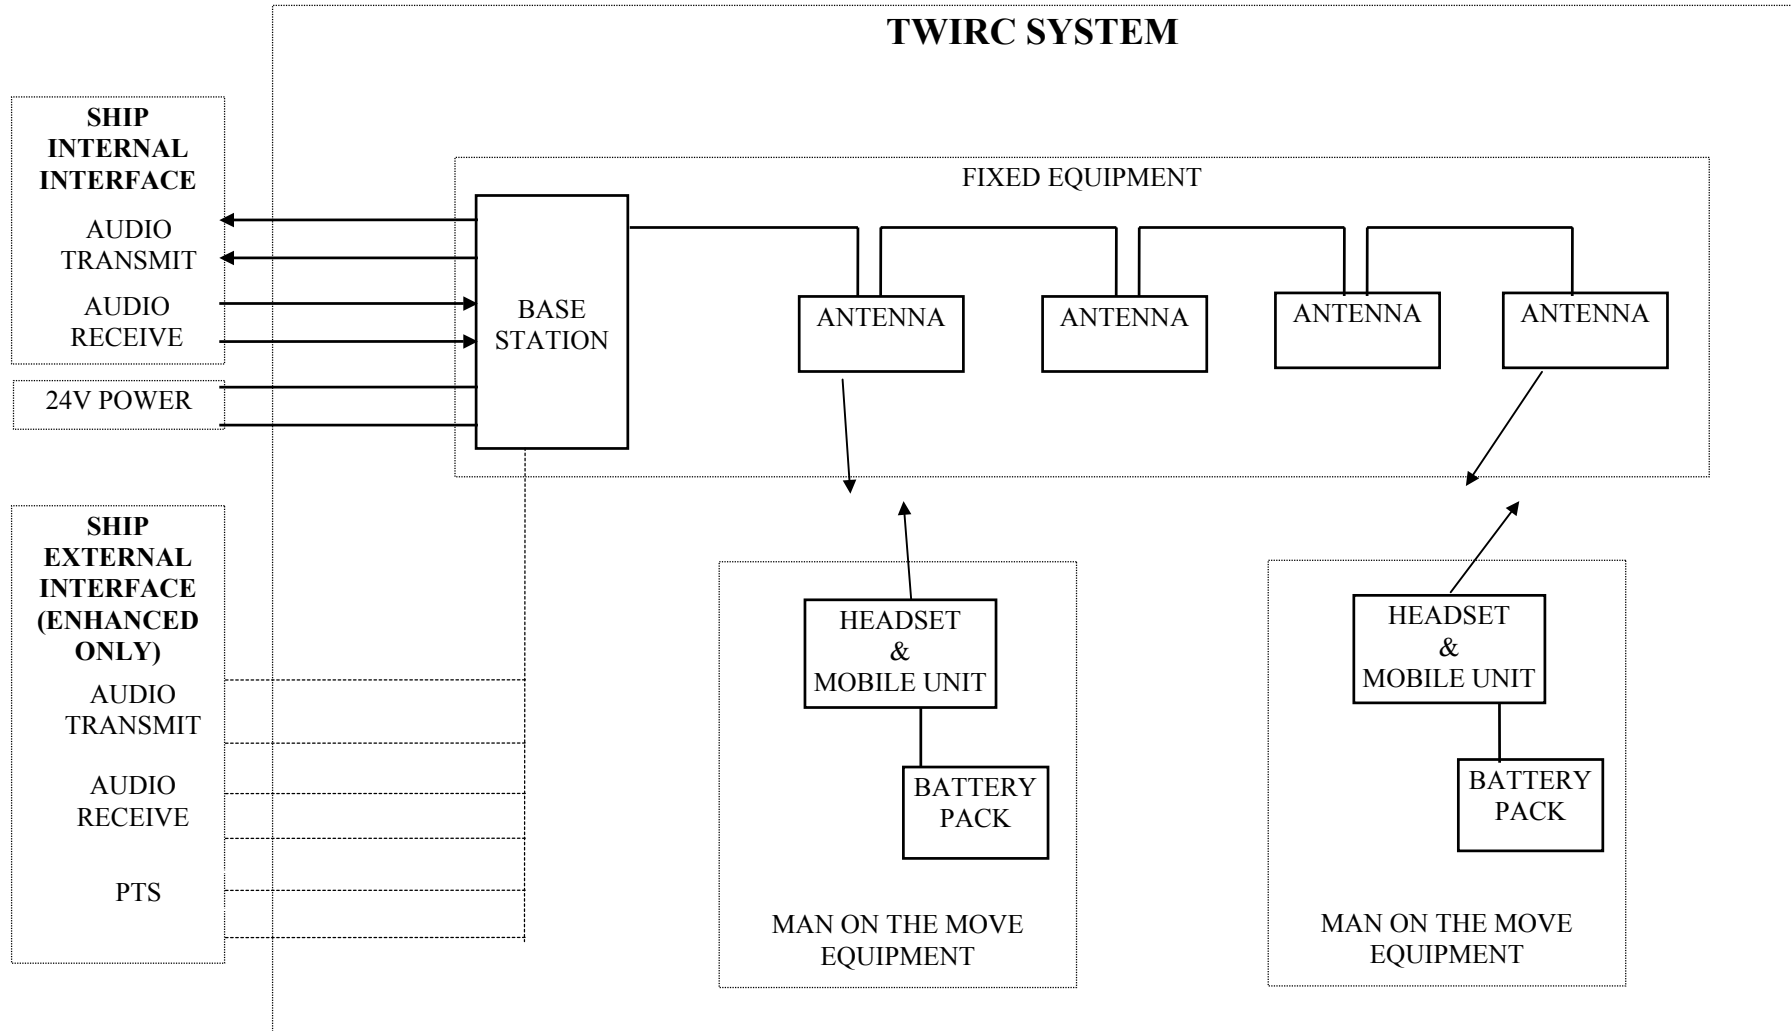 TWIRC SYSTEM
SHIP
INTERNAL
INTERFACE
AUDIO
TRANSMIT
AUDIO
RECEIVE
24V POWER
FIXED EQUIPMENT
BASE
STATION
ANTENNA
ANTENNA
ANTENNA
ANTENNA
SHIP
EXTERNAL
INTERFACE
(ENHANCED
ONLY)
AUDIO
TRANSMIT
AUDIO
RECEIVE
PTS
HEADSET
&
MOBILE UNIT
BATTERY
PACK
MAN ON THE MOVE
EQUIPMENT
HEADSET
&
MOBILE UNIT
BATTERY
PACK
MAN ON THE MOVE
EQUIPMENT